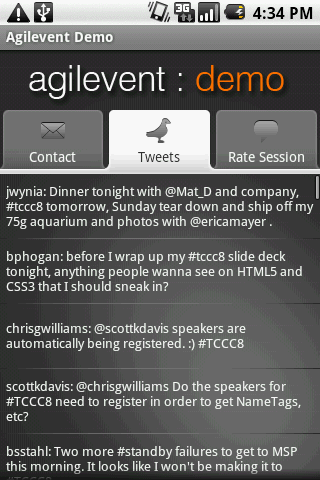 3G
4:34 PM
Agilevent Demo
agilevent : demo
Contact
Tweets
Rate Session
jwynia: Dinner tonight with @Mat_D and company,
#tccc8 tomorrow, Sunday tear down and ship off my
75g aquarium and photos with @ericamayer .
bphogan: before I wrap up my #tccc8 slide deck
tonight, anything people wanna see on HTML5 and
CSS3 that I should sneak in?
chrisgwilliams: @scottkdavis speakers are
automatically being registered. :) #TCCC8
scottkdavis: @chrisgwilliams Do the speakers for
#TCCC8 need to register in order to get NameTags,
etc?
bsstahl: Two more #standby failures to get to MSP
this morning. It looks like I won't be making it to
#TCCC8